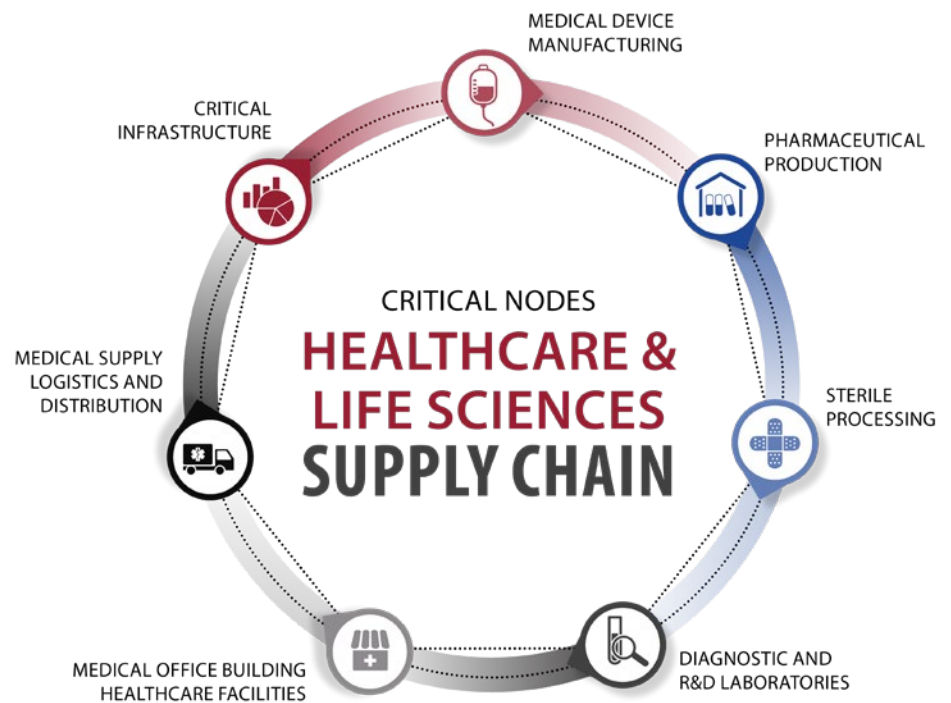 MEDICAL DEVICE
MANUFACTURING
CRITICAL
INFRASTRUCTURE
PHARMACEUTICAL
PRODUCTION
CRITICAL NODES
HEALTHCARE &
LIFE SCIENCES
SUPPLY CHAIN
MEDICAL SUPPLY
LOGISTICS AND
DISTRIBUTION
STERILE
PROCESSING
MEDICAL OFFICE BUILDING
HEALTHCARE FACILITIES
DIAGNOSTIC AND
R&D LABORATORIES